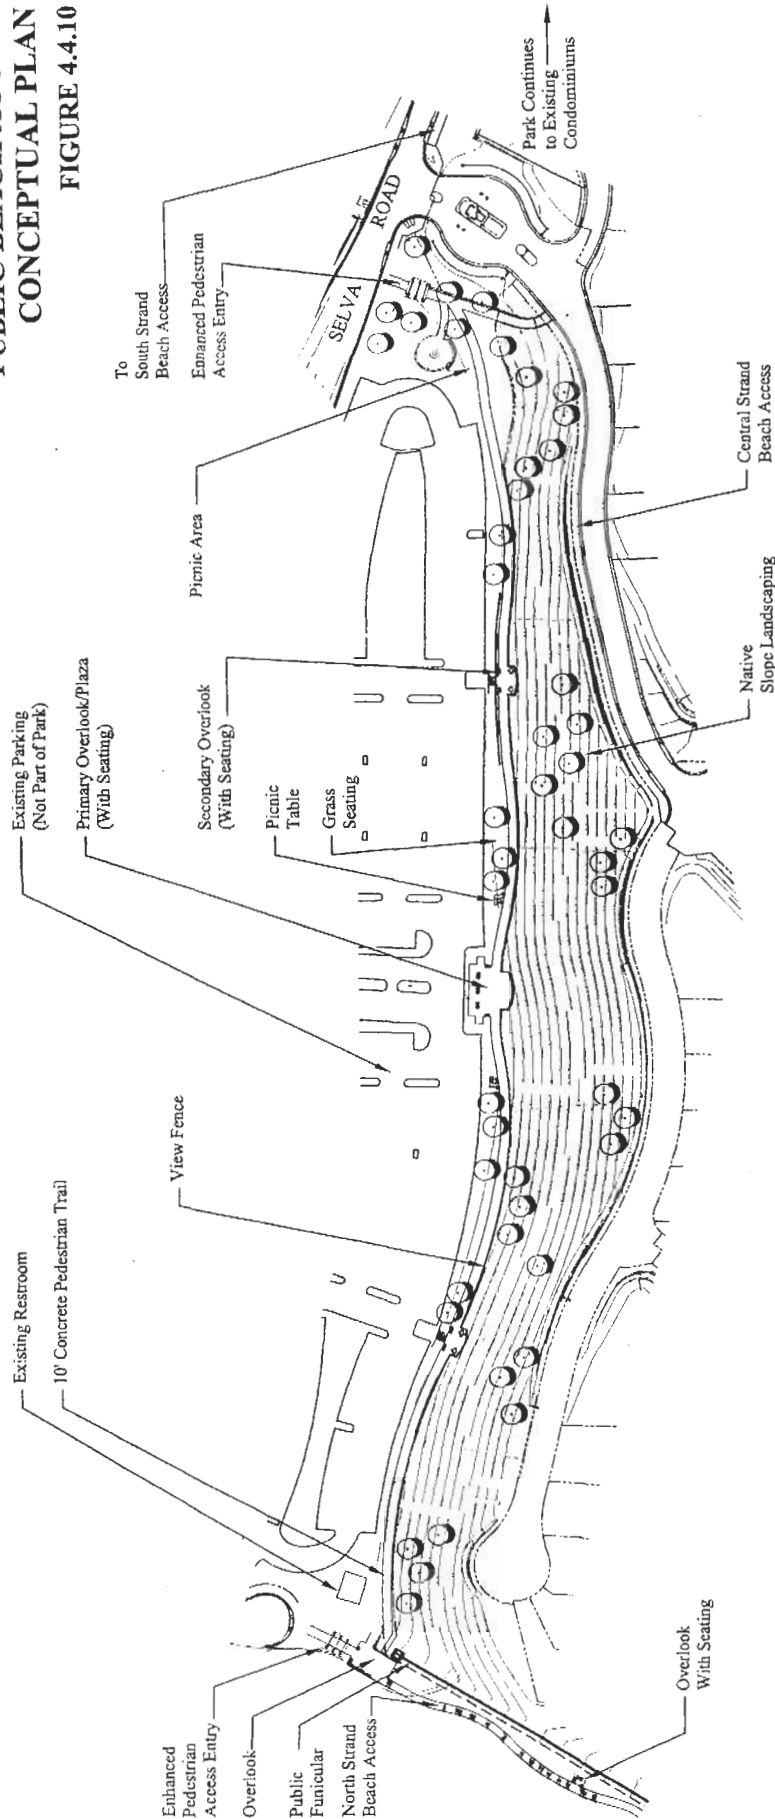 CONCEPTUAL PLAN
FIGURE 4.4.10
Existing Restroom
10' Concrete Pedestrian Trail
View Fence
Existing Parking
(Not Part of Park)
Primary Overlook/Plaza
(With Seating)
Secondary Overlook
(With Seating)
Picnic
Table
Grass
Seating
Picnic Area
To
South Strand
Beach Access
Ennanced Pedestrian
Access Entry
SELVA
ROAD
Park Continues
to Existing
Condominiums
Enhanced
Pedestrian
Access Entry
Overlook
Public
Funicular
North Strand
Beach Access
Overlook
With Seating
Native
Slope Landscaping
Central Strand
Beach Access